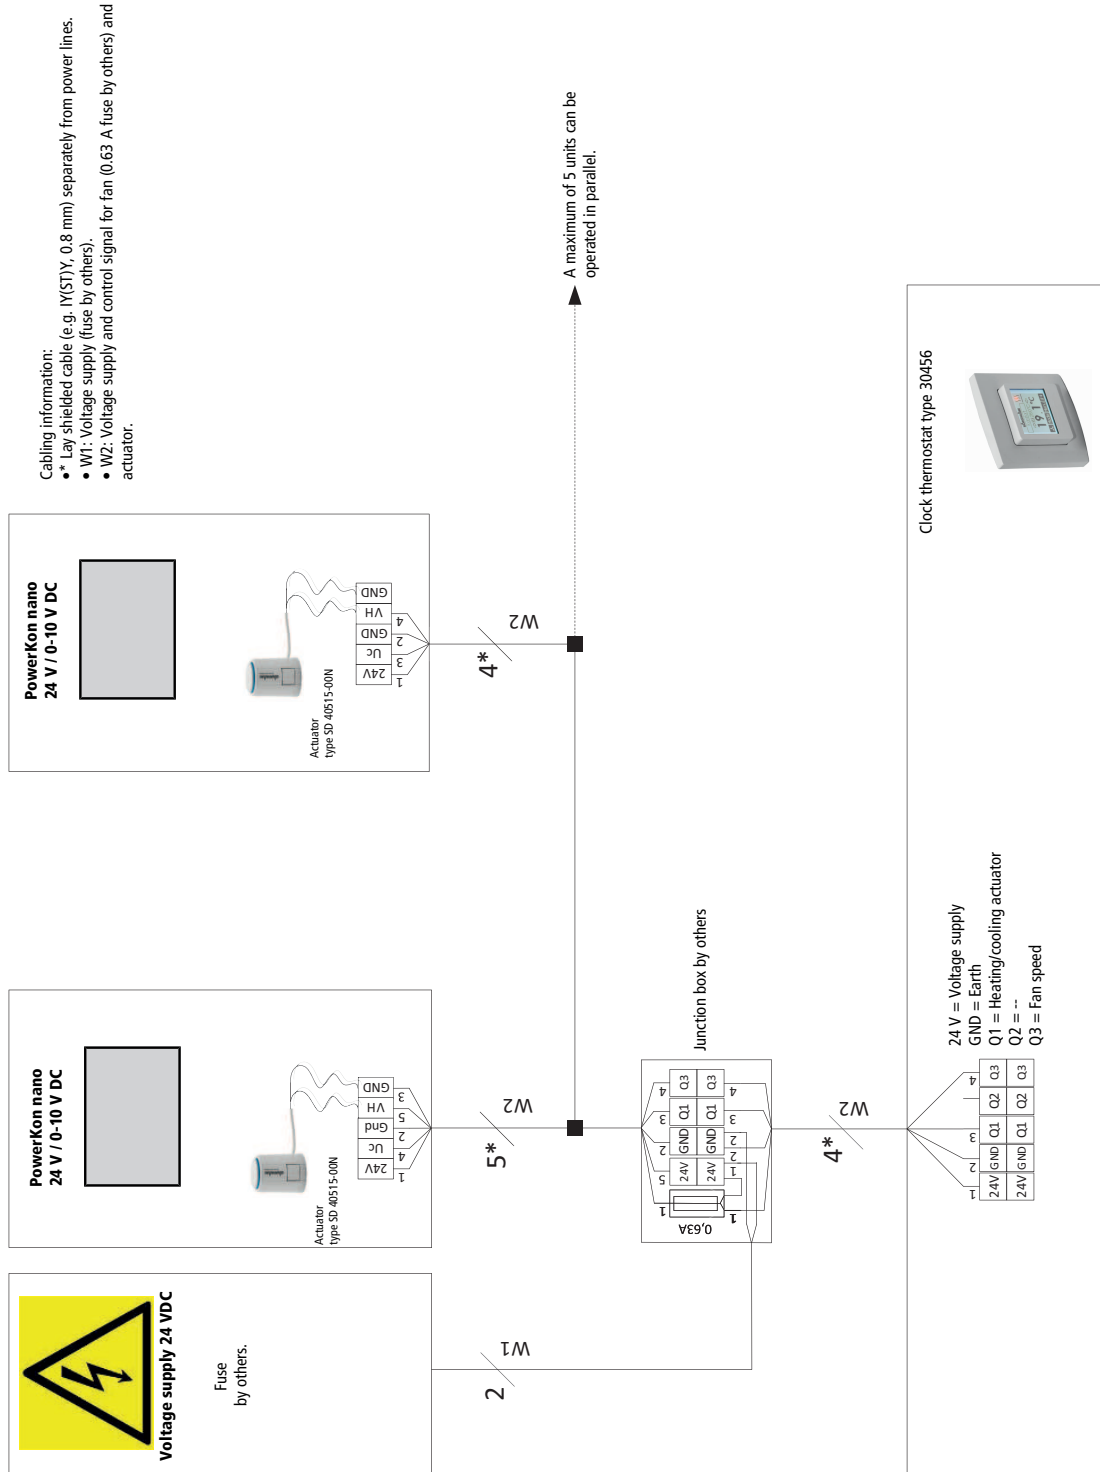 Cabling information:
•* Lay shielded cable (e.g. IY(ST)Y, 0.8 mm) separately from power lines.
• W1: Voltage supply (fuse by others).
• W2: Voltage supply and control signal for fan (0.63 A fuse by others) and
actuator.
Voltage supply 24 VDC
Fuse
by others.
2
W1
PowerKon nano
24 V / 0-10 V DC
Actuator
type SD 40515-00N
24V Uc Gnd VH GND
1 4 2 5 3
5*
W2
PowerKon nano
24 V / 0-10 V DC
Actuator
type SD 40515-00N
24V Uc GND VH GND
1 3 2 4
4*
W2
A maximum of 5 units can be
operated in parallel.
Junction box by others
1 5 2 3 4
0,63A 24V GND Q1 Q3
24V GND Q1 Q3
1 1 2 2 3 4
4*
W2
Clock thermostat type 30456
19 1 °C
1 2 3 4
24V GND Q1 Q2 Q3
24V GND Q1 Q2 Q3
24 V = Voltage supply
GND = Earth
Q1 = Heating/cooling actuator
Q2 = --
Q3 = Fan speed